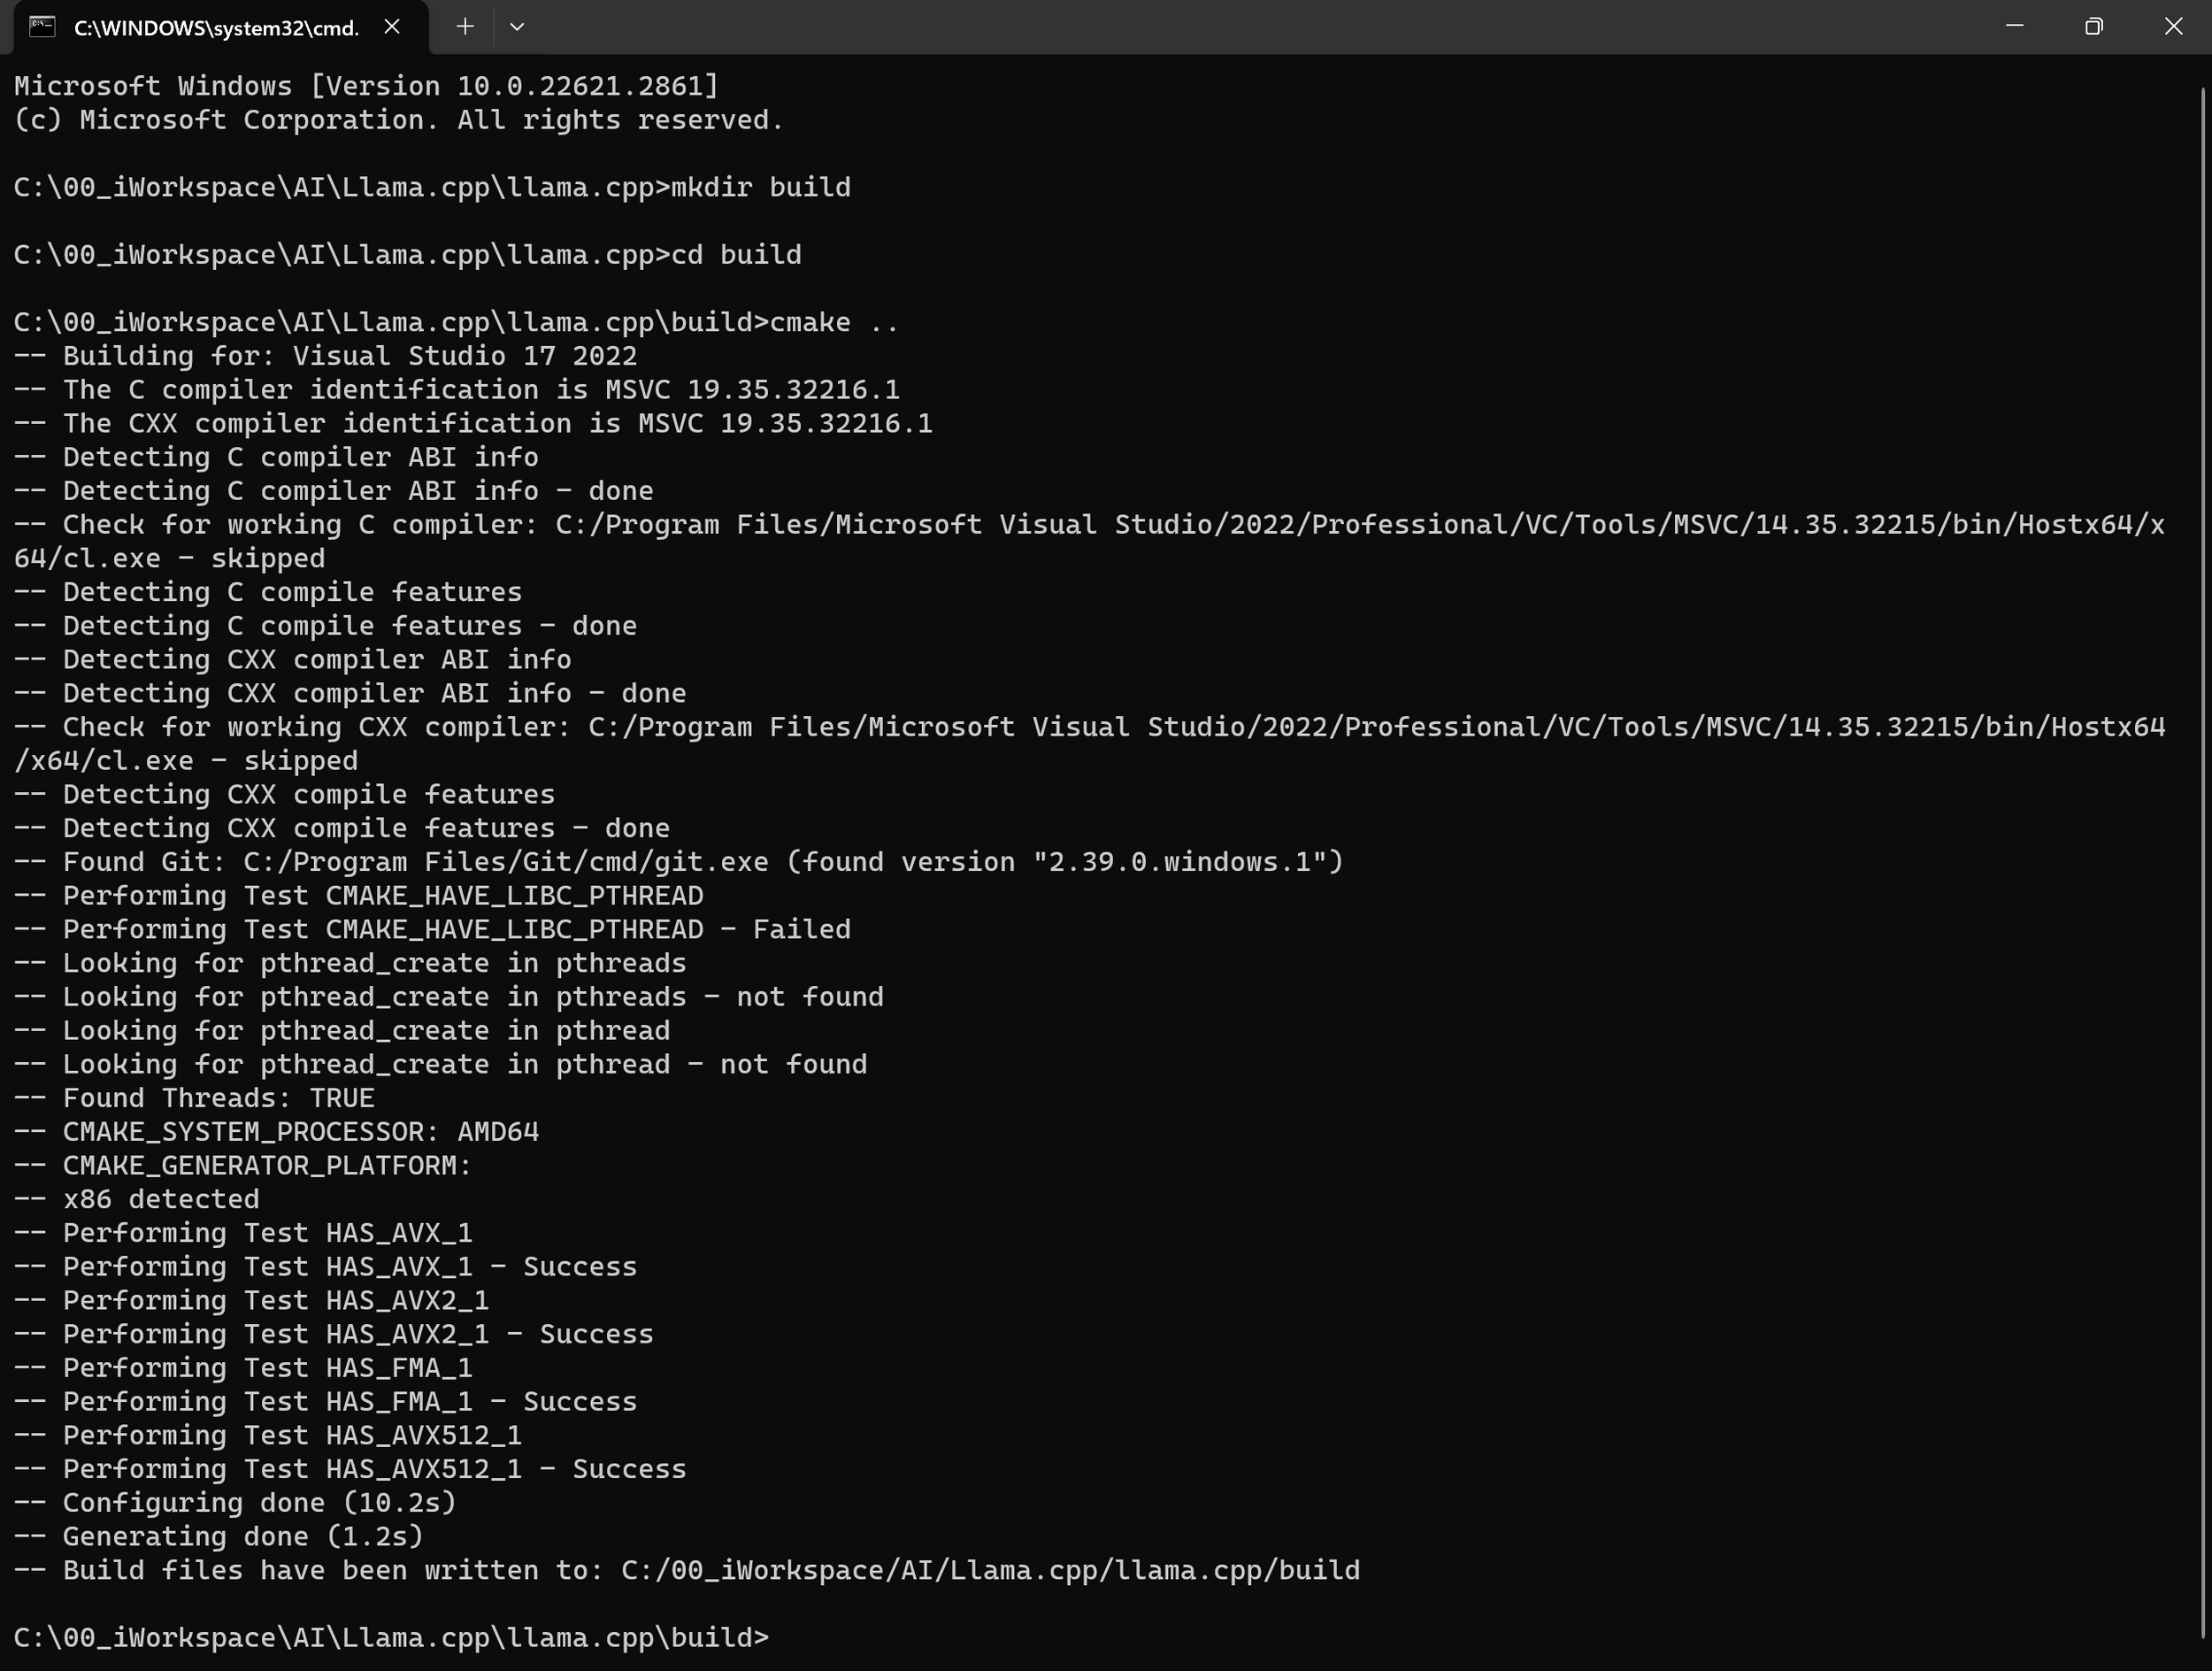 C:\WINDOWS\system32\cmd.
Microsoft Windows [Version 10.0.22621.2861]
(c) Microsoft Corporation. All rights reserved.
C:\00_iWorkspace\AI\Llama.cpp\llama.cpp>mkdir build
C:\00_iWorkspace\AI\Llama.cpp\llama.cpp>cd build
C:\00_iWorkspace\AI\Llama.cpp\llama.cpp\build>cmake ..
-- Building for: Visual Studio 17 2022
-- The C compiler identification is MSVC 19.35.32216.1
-- The CXX compiler identification is MSVC 19.35.32216.1
-- Detecting C compiler ABI info
-- Detecting C compiler ABI info - done
-- Check for working C compiler: C:/Program Files/Microsoft Visual Studio/2022/Professional/VC/Tools/MSVC/14.35.32215/bin/Hostx64/x
64/cl.exe - skipped
-- Detecting C compile features
-- Detecting C compile features - done
-- Detecting CXX compiler ABI info
-- Detecting CXX compiler ABI info - done
-- Check for working CXX compiler: C:/Program Files/Microsoft Visual Studio/2022/Professional/VC/Tools/MSVC/14.35.32215/bin/Hostx64
/x64/cl.exe - skipped
-- Detecting CXX compile features
-- Detecting CXX compile features - done
-- Found Git: C:/Program Files/Git/cmd/git.exe (found version "2.39.0.windows.1")
-- Performing Test CMAKE_HAVE_LIBC_PTHREAD
-- Performing Test CMAKE_HAVE_LIBC_PTHREAD - Failed
-- Looking for pthread_create in pthreads
-- Looking for pthread_create in pthreads - not found
-- Looking for pthread_create in pthread
-- Looking for pthread_create in pthread - not found
-- Found Threads: TRUE
-- CMAKE_SYSTEM_PROCESSOR: AMD64
-- CMAKE_GENERATOR_PLATFORM:
-- x86 detected
-- Performing Test HAS_AVX_1
-- Performing Test HAS_AVX_1 - Success
-- Performing Test HAS_AVX2_1
-- Performing Test HAS_AVX2_1 - Success
-- Performing Test HAS_FMA_1
-- Performing Test HAS_FMA_1 - Success
-- Performing Test HAS_AVX512_1
-- Performing Test HAS_AVX512_1 - Success
-- Configuring done (10.2s)
-- Generating done (1.2s)
-- Build files have been written to: C:/00_iWorkspace/AI/Llama.cpp/llama.cpp/build
C:\00_iWorkspace\AI\Llama.cpp\llama.cpp\build>